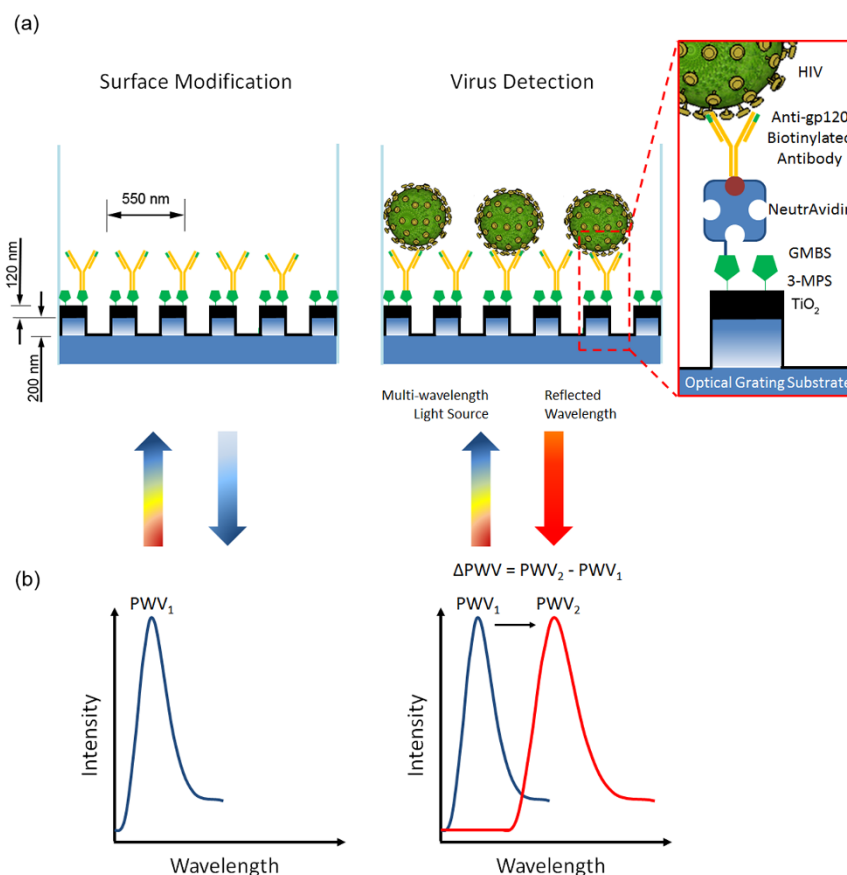 (a)
Surface Modification
Virus Detection
550 nm
120 nm
200 nm
HIV
Anti-gp120
Biotinylated
Antibody
NeutrAvidin
GMBS
3-MPS
TiO₂
Optical Grating Substrate
Multi-wavelength
Light Source
Reflected
Wavelength
(b)
ΔPWV = PWV₂ - PWV₁
PWV₁
PWV₁
PWV₂
Intensity
Wavelength
Intensity
Wavelength